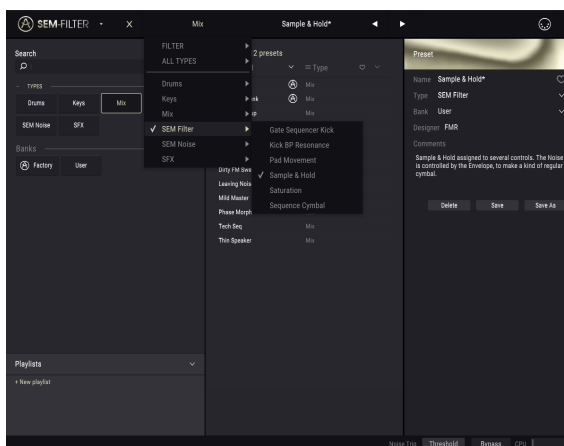 SEM-FILTER
X
Mix
Sample & Hold*
Search
TYPES
Drums Keys Mix
SEM Noise SFX
Banks
Factory User
FILTER
ALL TYPES
Drums
Keys
Mix
SEM Filter
SEM Noise
SFX
2 presets
Type
Mix
Mix
Mix
Gate Sequencer Kick
Kick BP Resonance
Pad Movement
Sample & Hold
Saturation
Sequence Cymbal
Leaving Nois
Mild Master
Phase Morph
Tech Seq Mix
Thin Speaker Mix
Preset
Name Sample & Hold*
Type SEM Filter
Bank User
Designer FMR
Comments
Sample & Hold assigned to several controls. The Noise
is controlled by the Envelope, to make a kind of regular
cymbal.
Delete Save Save As
Playlists
+ New playlist
Noise Trig Threshold Bypass CPU